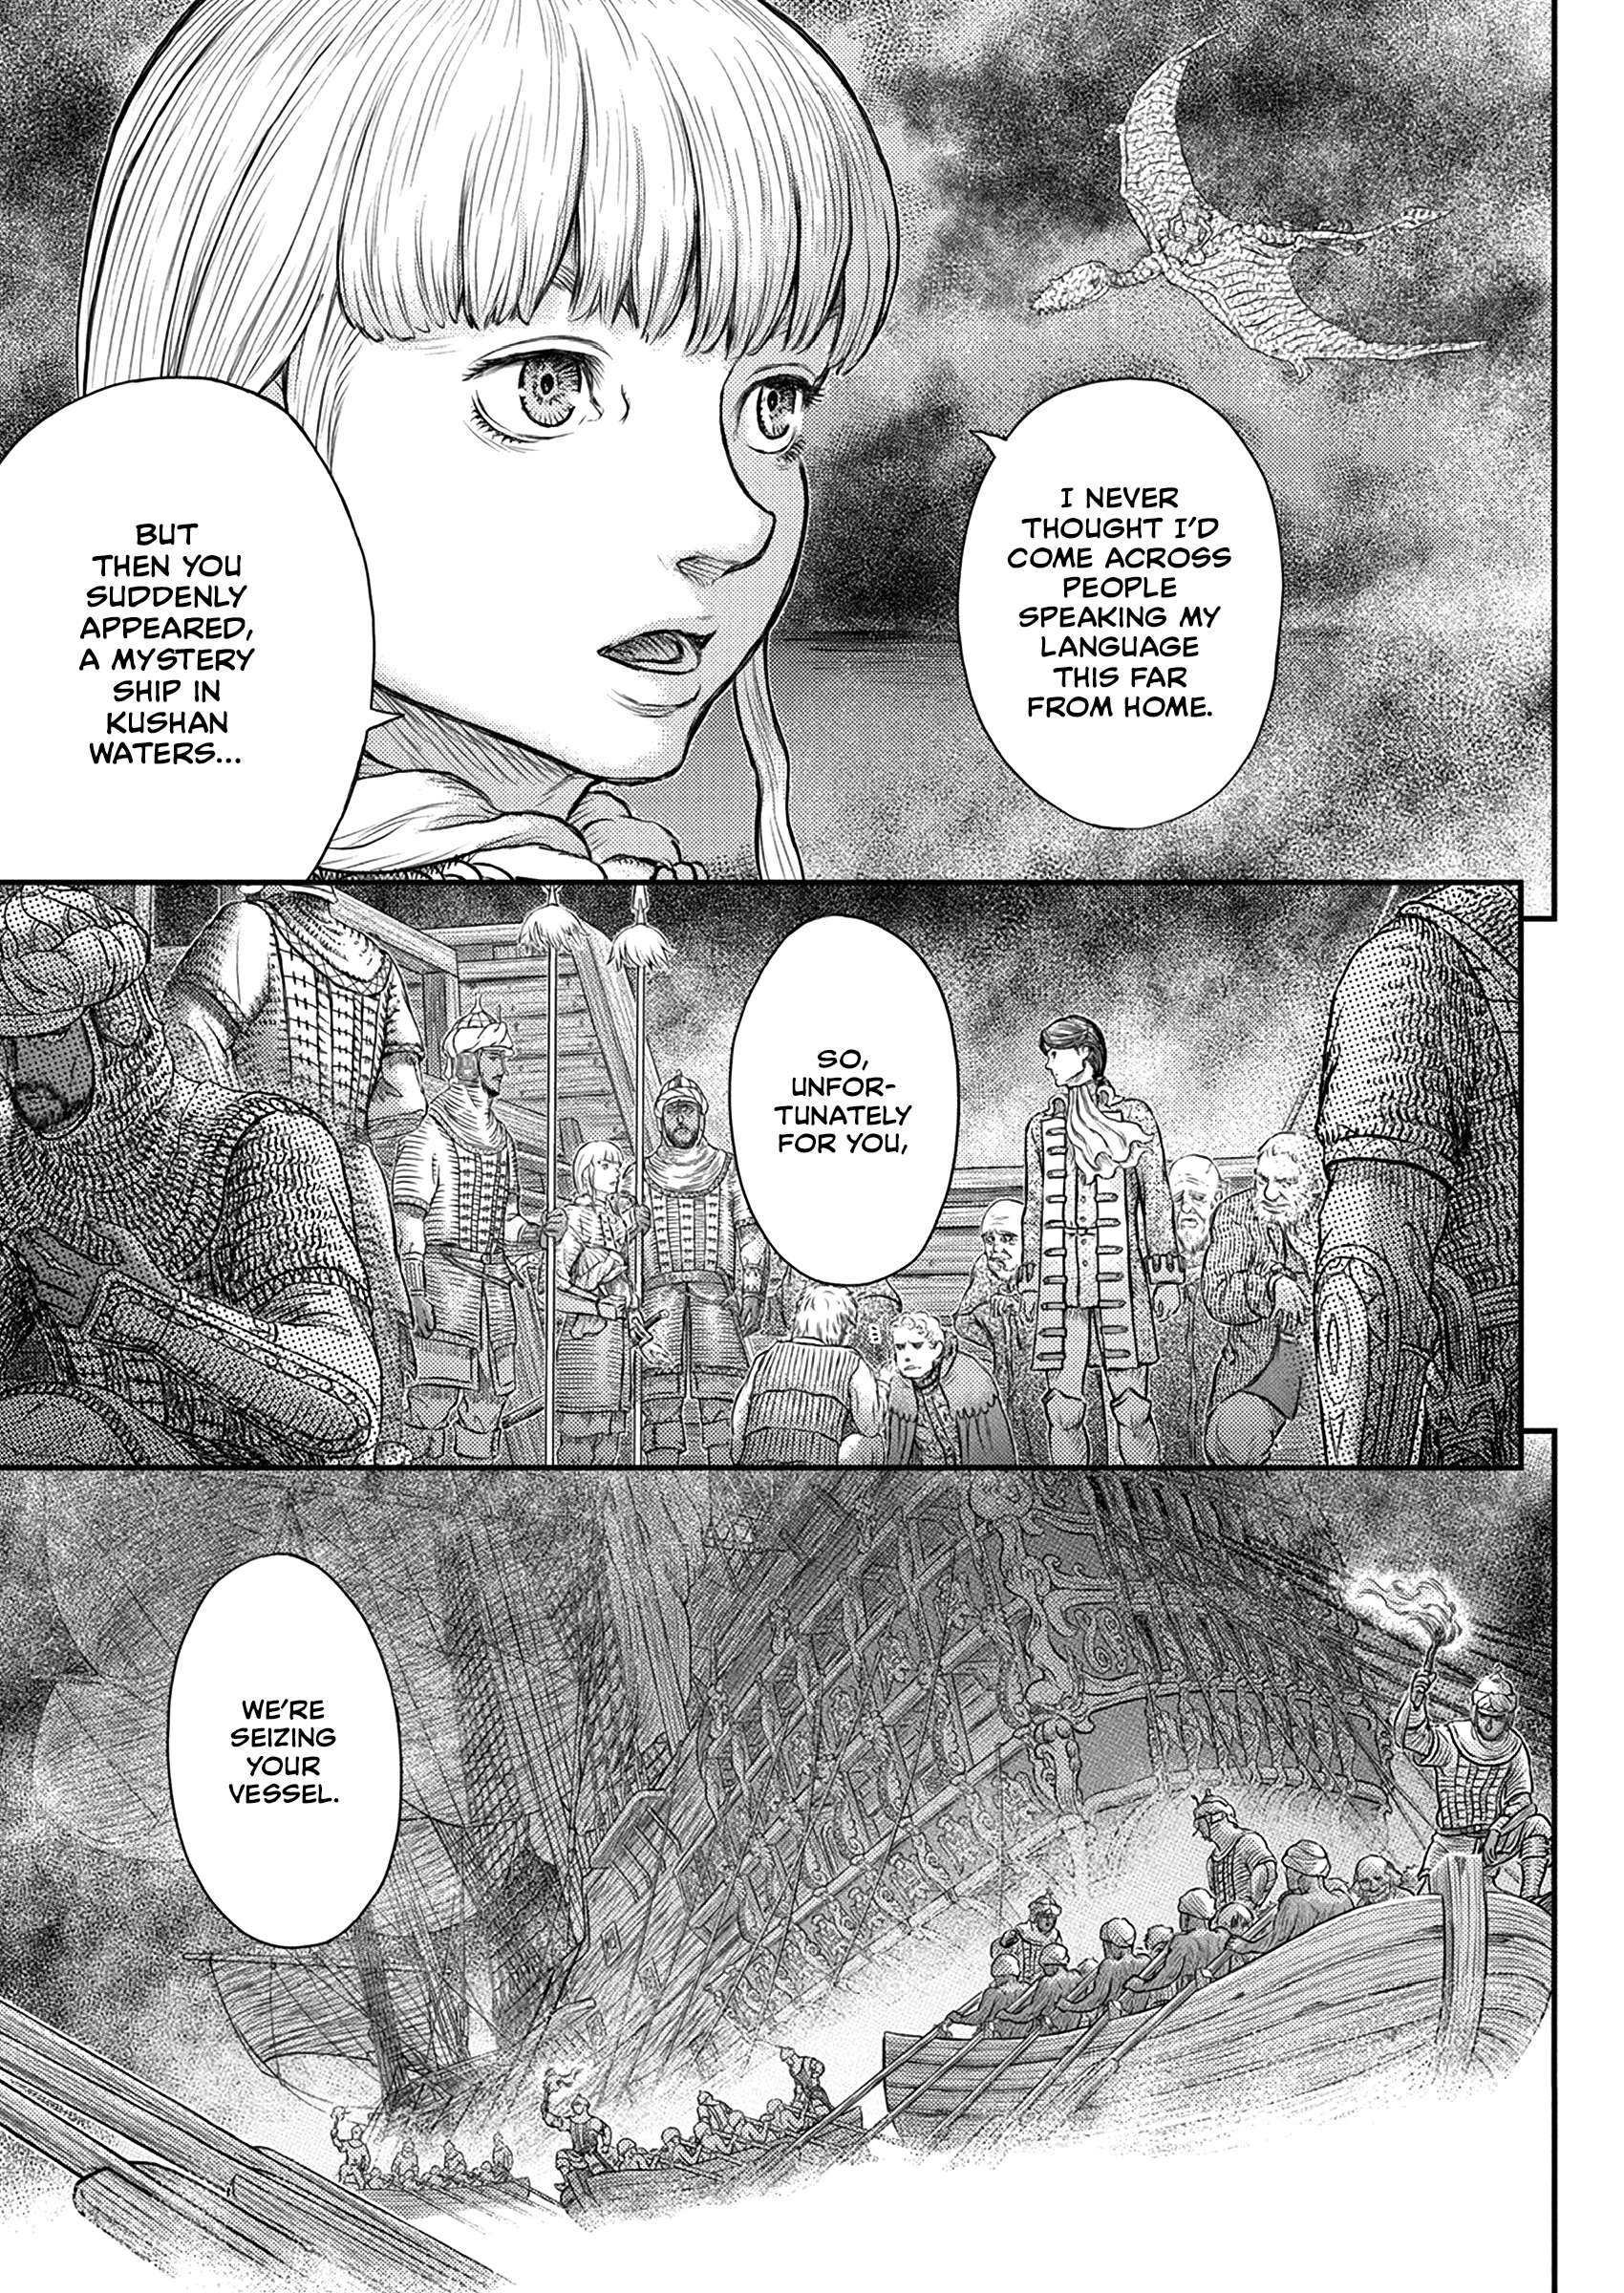 I NEVER
THOUGHT I'D
COME ACROSS
PEOPLE
SPEAKING MY
LANGUAGE
THIS FAR
FROM HOME.
BUT
THEN YOU
SUDDENLY
APPEARED,
A MYSTERY
SHIP IN
KUSHAN
WATERS...
SO,
UNFOR-
TUNATELY
FOR YOU,
WE'RE
SEIZING
YOUR
VESSEL.